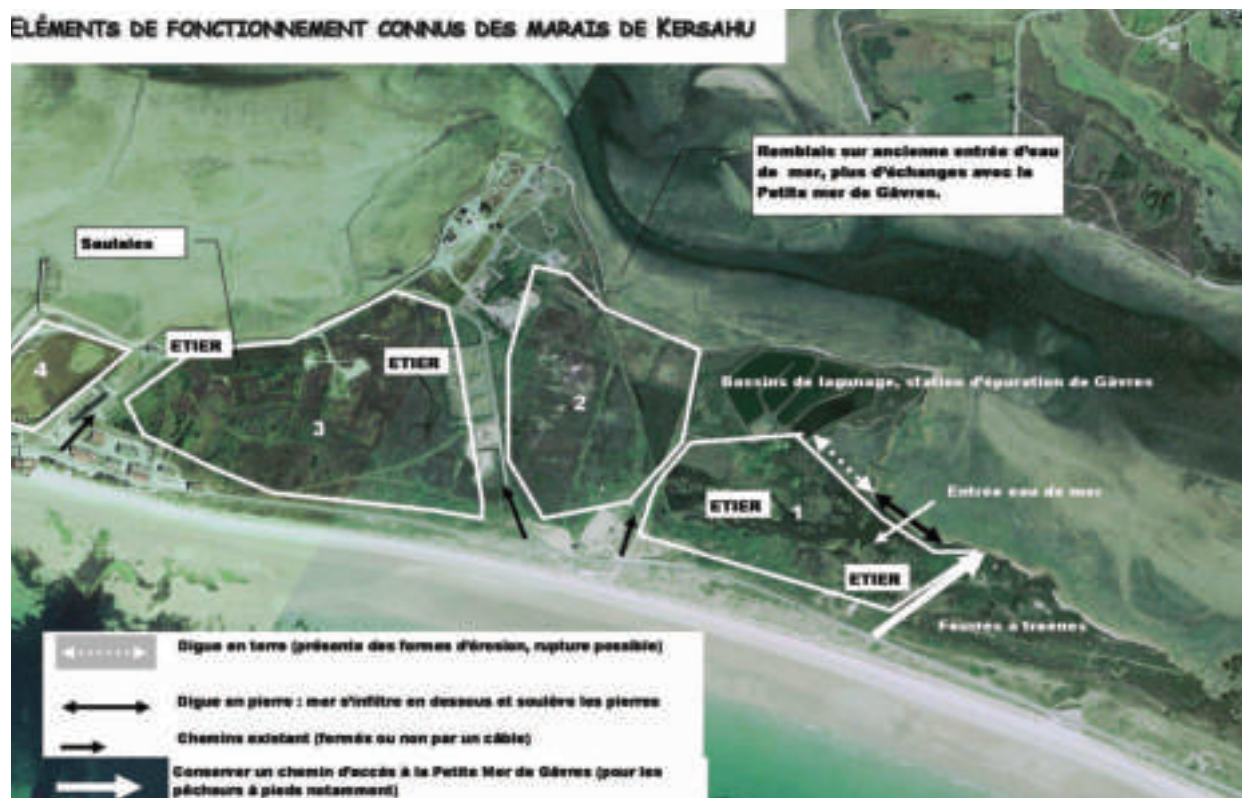 ELÉMENTS DE FONCTIONNEMENT CONNUS DES MARAIS DE KERSAHU
Remblais sur ancienne entrée d'eau
de mer, plus d'échanges avec la
Petite mer de Gâvres.
Saulaies
ETIER
ETIER
4
3
2
Bassins de lagunage, station d'épuration de Gâvres
Entrée eau de mer
ETIER
1
ETIER
Fourrés à troènes
Digue en terre (présente des formes d'érosion, rupture possible)
Digue en pierre : mer s'infiltre en dessous et soulève les pierres
Chemins existant (fermés ou non par un câble)
Conserver un chemin d'accès à la Petite Mer de Gâvres (pour les
pêcheurs à pieds notamment)